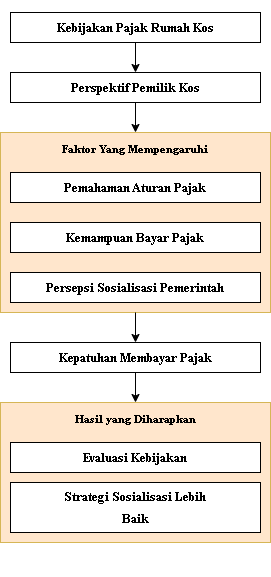 Kebijakan Pajak Rumah Kos
Perspektif Pemilik Kos
Faktor Yang Mempengaruhi
Pemahaman Aturan Pajak
Kemampuan Bayar Pajak
Persepsi Sosialisasi Pemerintah
Kepatuhan Membayar Pajak
Hasil yang Diharapkan
Evaluasi Kebijakan
Strategi Sosialisasi Lebih
Baik